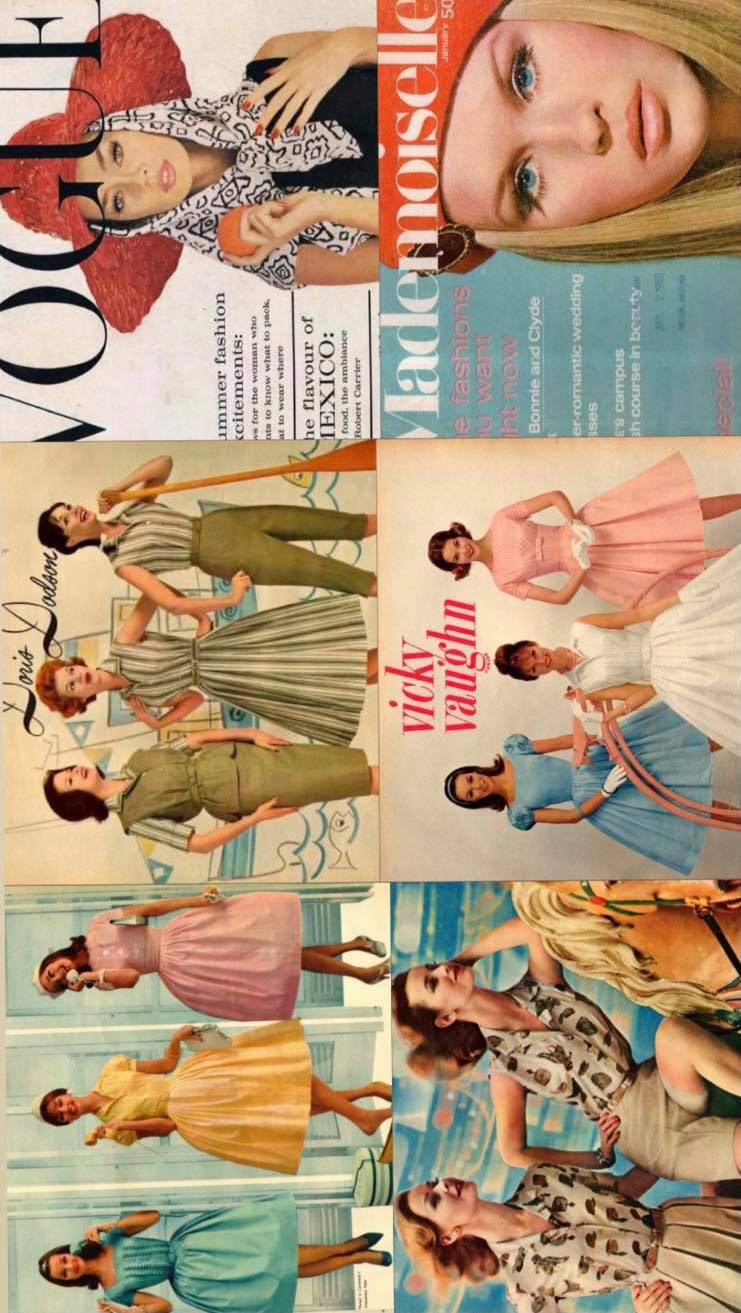 Doris Dodson
VOGUE
ummer fashion
xcitements:
ws for the woman who
nts to know what to pack,
at to wear where
he flavour of
MEXICO:
food, the ambiance
Robert Carrier
vicky
vaughn
JUNIOR
Mademoiselle
January 50
e fashions
u want
ht now
Bonnie and Clyde
k
er-romantic wedding
sses
E'S campus
sh course in beauty
ecial!